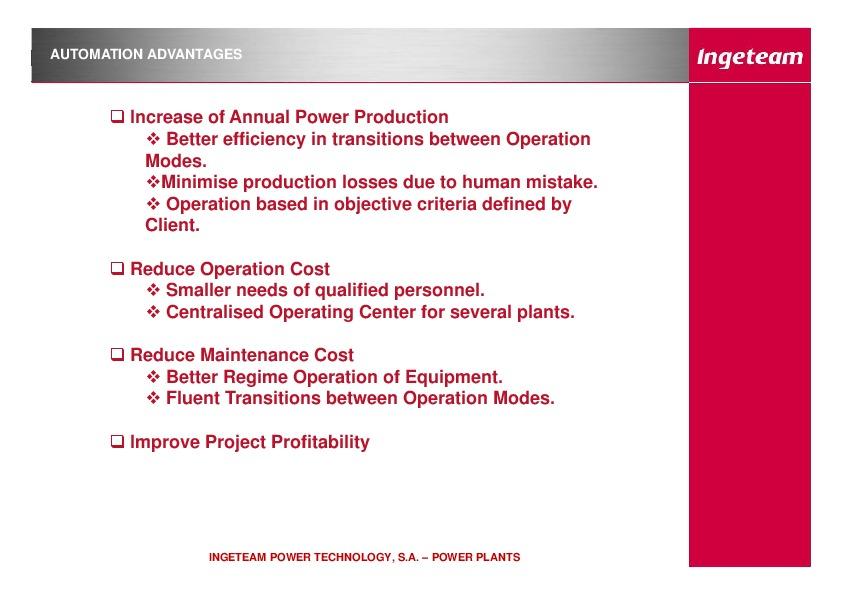 AUTOMATION ADVANTAGES
Ingeteam
❑ Increase of Annual Power Production
❖ Better efficiency in transitions between Operation
Modes.
❖Minimise production losses due to human mistake.
❖ Operation based in objective criteria defined by
Client.
❑ Reduce Operation Cost
❖ Smaller needs of qualified personnel.
❖ Centralised Operating Center for several plants.
❑ Reduce Maintenance Cost
❖ Better Regime Operation of Equipment.
❖ Fluent Transitions between Operation Modes.
❑ Improve Project Profitability
INGETEAM POWER TECHNOLOGY, S.A. – POWER PLANTS